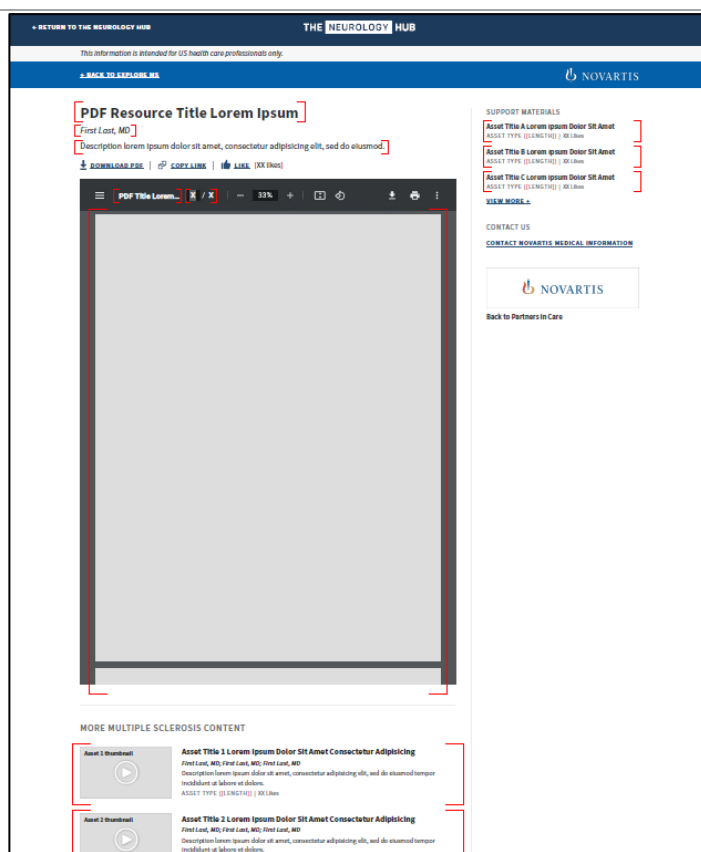 ← RETURN TO THE NEUROLOGY HUB
THE NEUROLOGY HUB
This information is intended for US health care professionals only.
← BACK TO EXPLORE MS
NOVARTIS
PDF Resource Title Lorem Ipsum
First Last, MD
Description lorem ipsum dolor sit amet, consectetur adipisicing elit, sed do eiusmod.
DOWNLOAD PDF | COPY LINK | LIKE [XX likes]
PDF Title Lorem... X / X | — 33% + |
MORE MULTIPLE SCLEROSIS CONTENT
Asset 1 thumbnail
Asset Title 1 Lorem Ipsum Dolor Sit Amet Consectetur Adipisicing
First Last, MD; First Last, MD; First Last, MD
Description lorem ipsum dolor sit amet, consectetur adipisicing elit, sed do eiusmod tempor
incididunt ut labore et dolore.
ASSET TYPE [[LENGTH]] | XX Likes
Asset 2 thumbnail
Asset Title 2 Lorem Ipsum Dolor Sit Amet Consectetur Adipisicing
First Last, MD; First Last, MD; First Last, MD
Description lorem ipsum dolor sit amet, consectetur adipisicing elit, sed do eiusmod tempor
incididunt ut labore et dolore.
SUPPORT MATERIALS
Asset Title A Lorem ipsum Dolor Sit Amet
ASSET TYPE [[LENGTH]] | XX Likes
Asset Title B Lorem ipsum Dolor Sit Amet
ASSET TYPE [[LENGTH]] | XX Likes
Asset Title C Lorem ipsum Dolor Sit Amet
ASSET TYPE [[LENGTH]] | XX Likes
VIEW MORE +
CONTACT US
CONTACT NOVARTIS MEDICAL INFORMATION
NOVARTIS
Back to Partners in Care